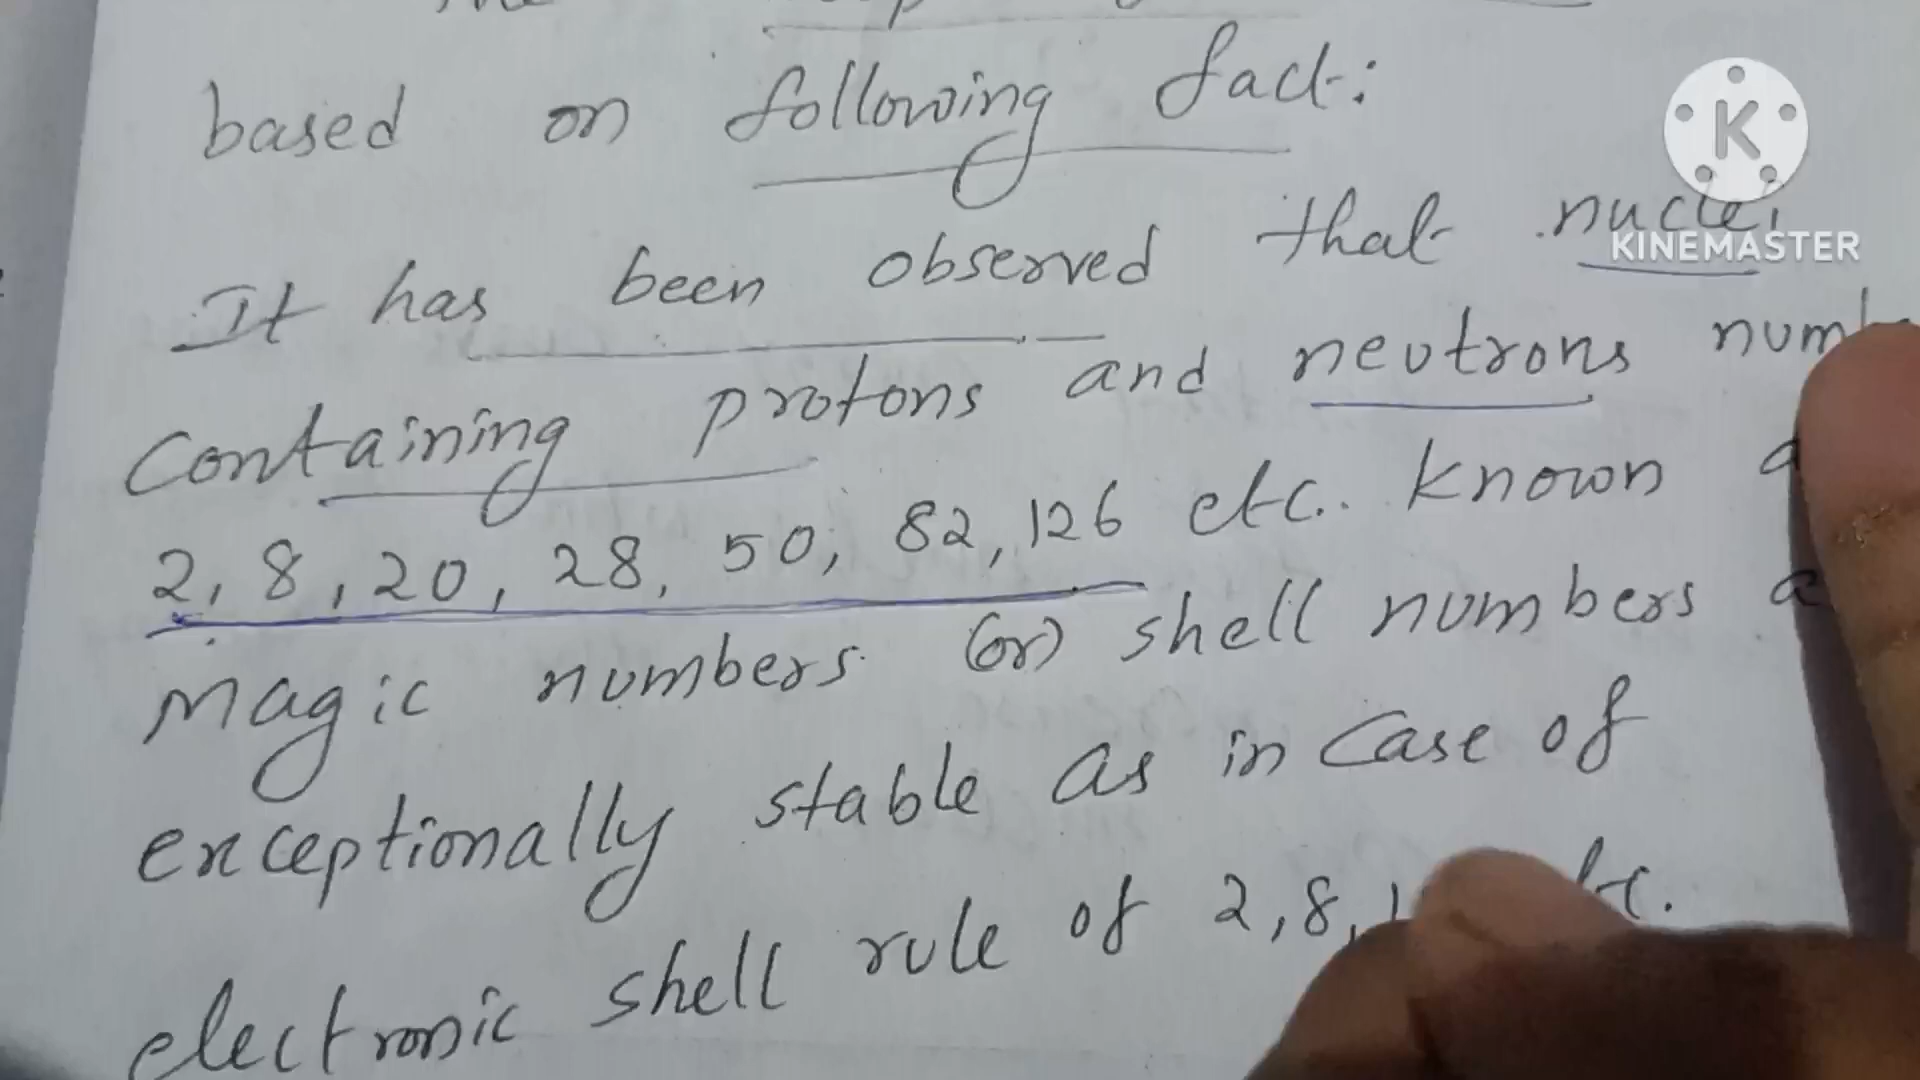 based on following fact:
It has been observed that nuclei
containing protons and neutrons
2, 8, 20, 28, 50, 82, 126 etc.. known
magic numbers (or) shell numbers
exceptionally stable as in case of
electronic shell rule of 2, 8,
K
KINEMASTER